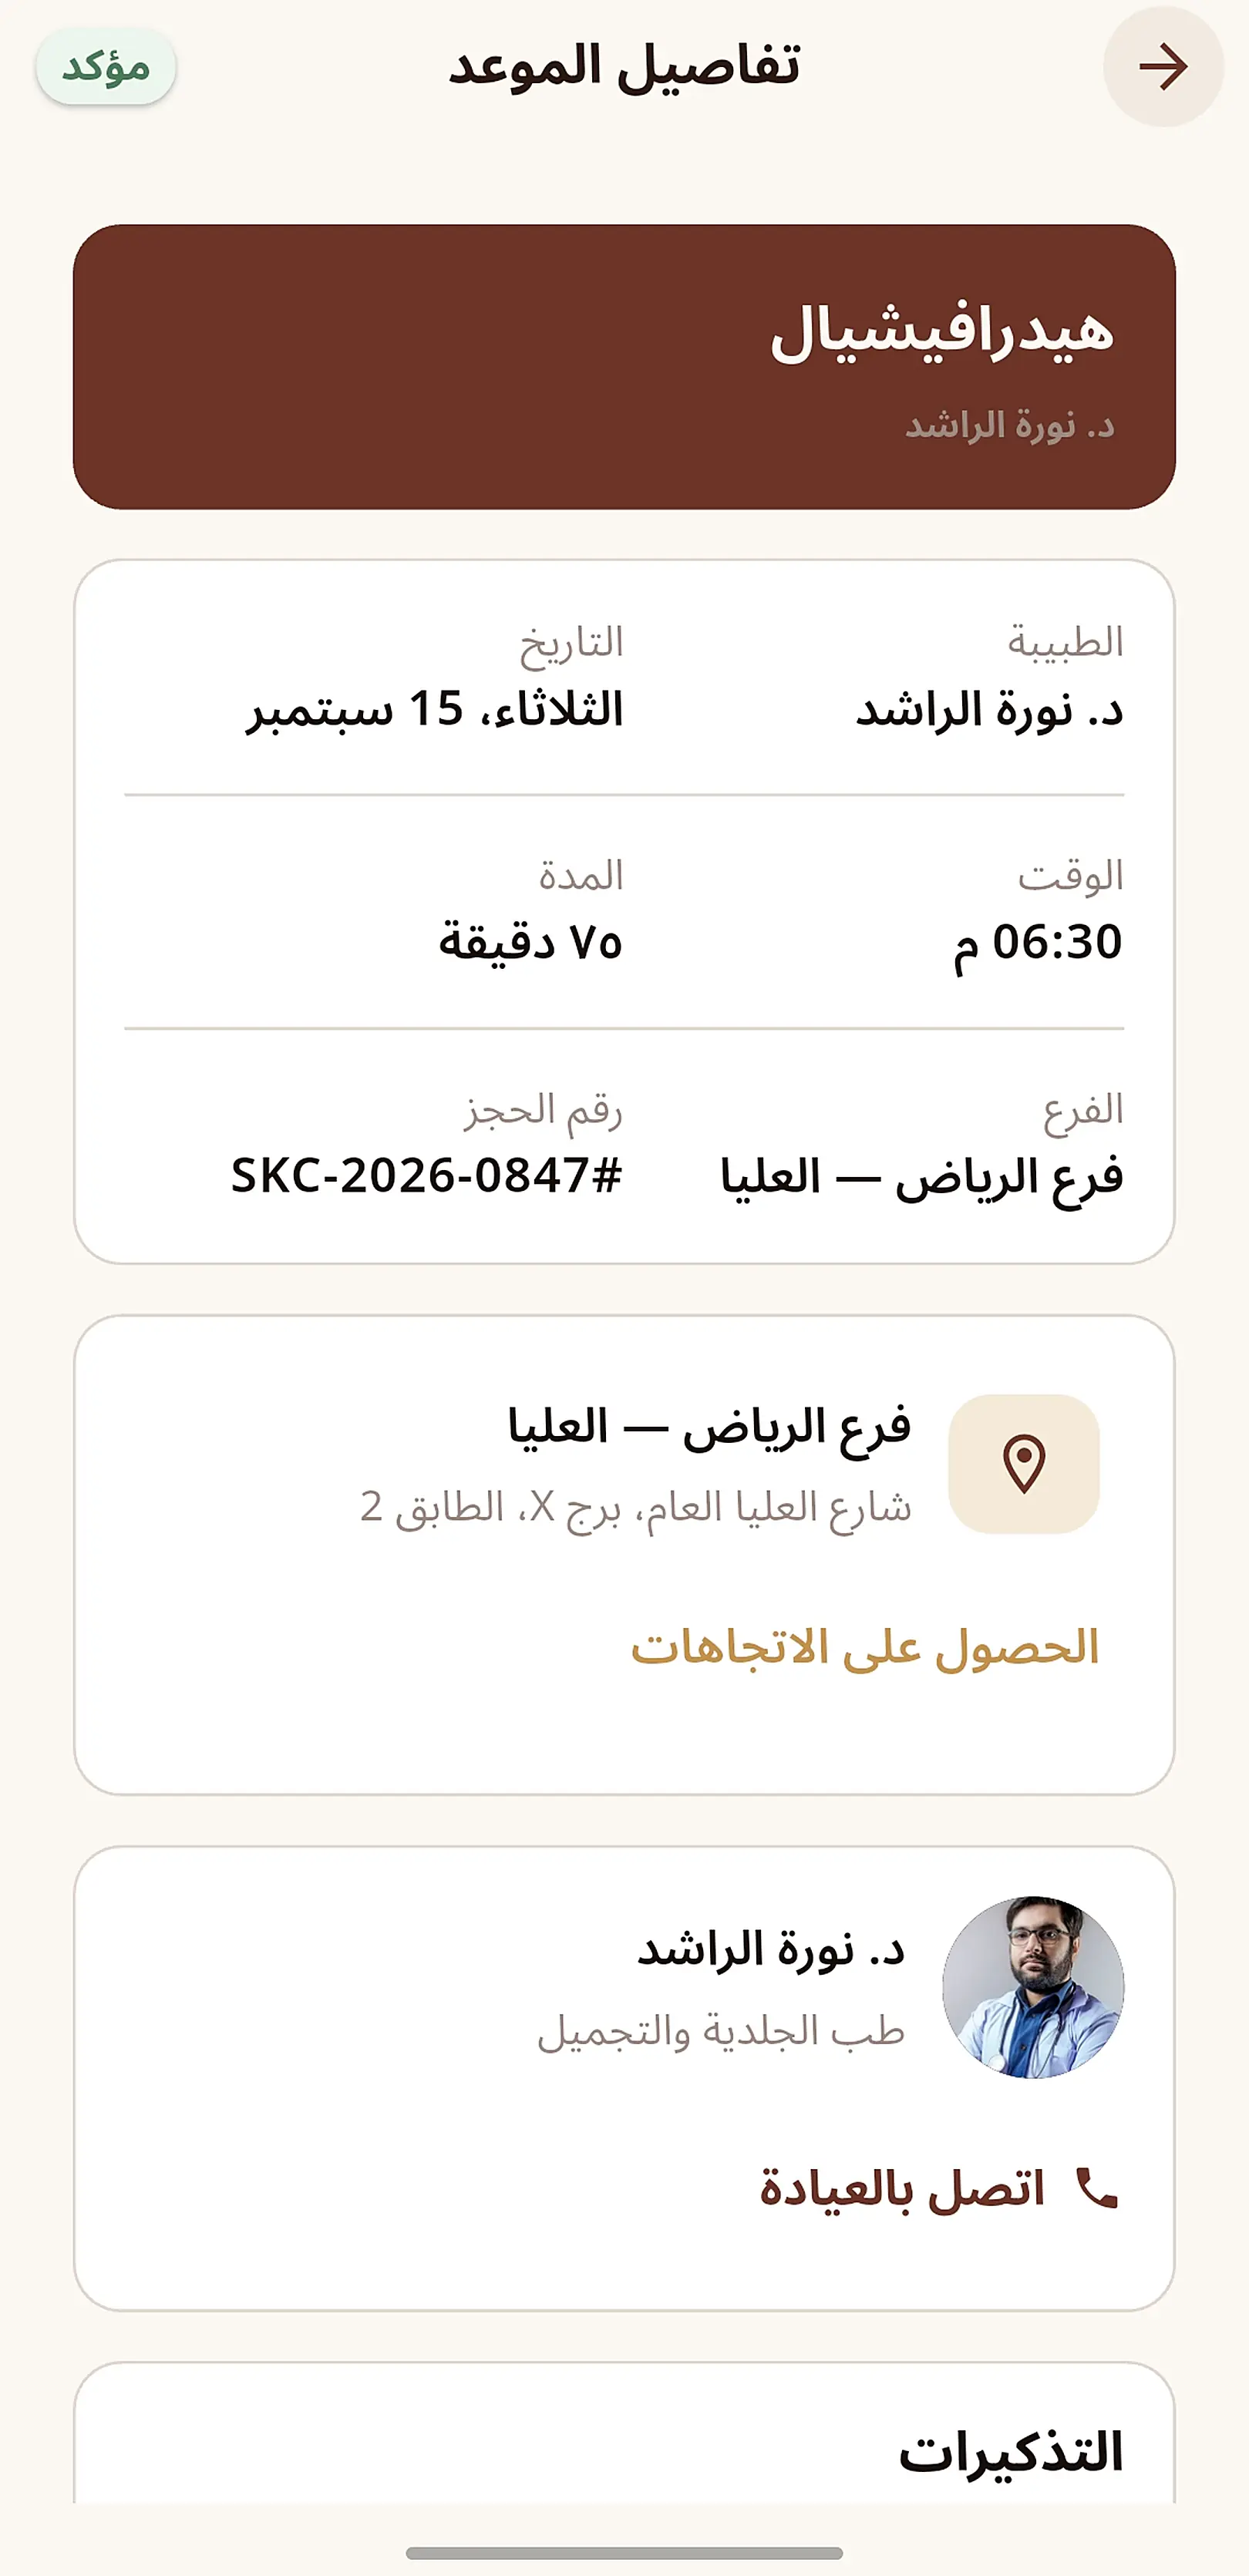 تفاصيل الموعد
مؤكد
هيدرافيشيال
د. نورة الراشد
الطبيبة
د. نورة الراشد
التاريخ
الثلاثاء، 15 سبتمبر
الوقت
06:30 م
المدة
٧٥ دقيقة
الفرع
فرع الرياض — العليا
رقم الحجز
#SKC-2026-0847
فرع الرياض — العليا
شارع العليا العام، برج X، الطابق 2
الحصول على الاتجاهات
د. نورة الراشد
طب الجلدية والتجميل
اتصل بالعيادة
التذكيرات